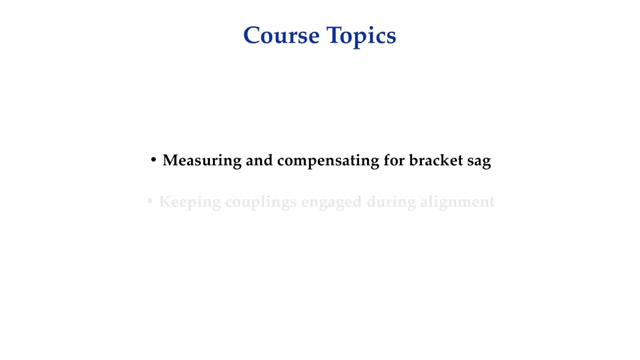 Course Topics
• Measuring and compensating for bracket sag
• Keeping couplings engaged during alignment